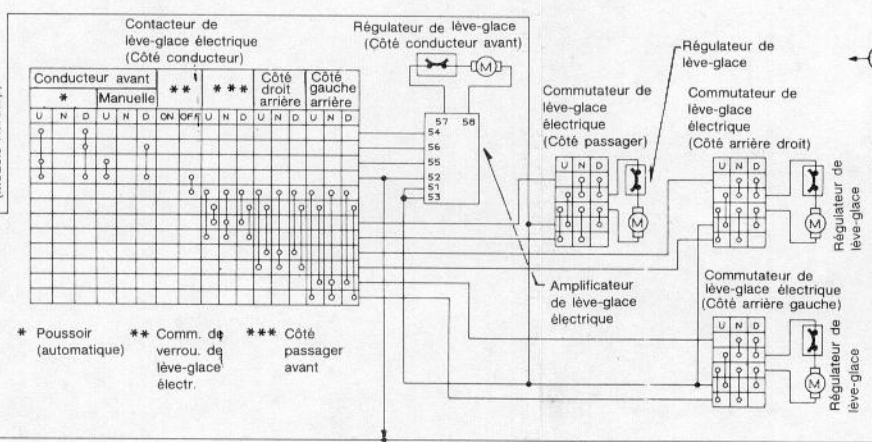 Contacteur de
lève-glace électrique
(Côté conducteur)
Régulateur de lève-glace
(Côté conducteur avant)
Conducteur avant
*
Manuelle
**
***
Côté
droit
arrière
Côté
gauche
arrière
U N D U N D ON OFF U N D U N D U N D
M
57 58
54
56
55
52
51
53
Régulateur de
lève-glace
Commutateur de
lève-glace
électrique
(Côté passager)
U N D
M
Commutateur de
lève-glace
électrique
(Côté arrière droit)
U N D
M
Régulateur de
lève-glace
Amplificateur
de lève-glace
électrique
Commutateur de
lève-glace électrique
(Côté arrière gauche)
U N D
M
Régulateur de
lève-glace
* Poussoir
(automatique)
** Comm. de
verrou. de
lève-glace
électr.
*** Côté
passager
avant